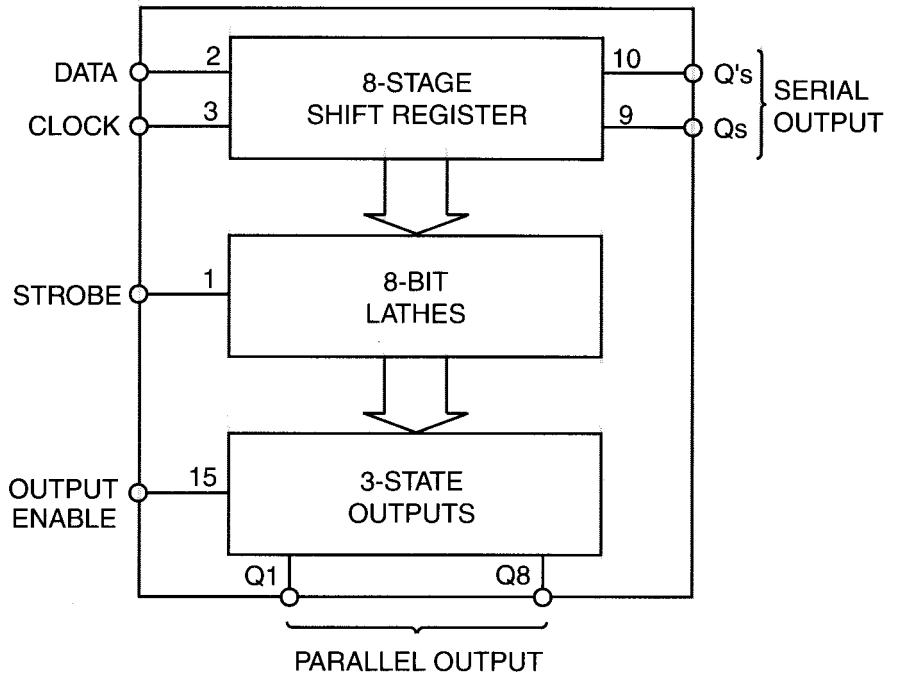 DATA
2
8-STAGE
SHIFT REGISTER
10
Q's
SERIAL
OUTPUT
CLOCK
3
9
Qs
STROBE
1
8-BIT
LATHES
OUTPUT
ENABLE
15
3-STATE
OUTPUTS
Q1
Q8
PARALLEL OUTPUT